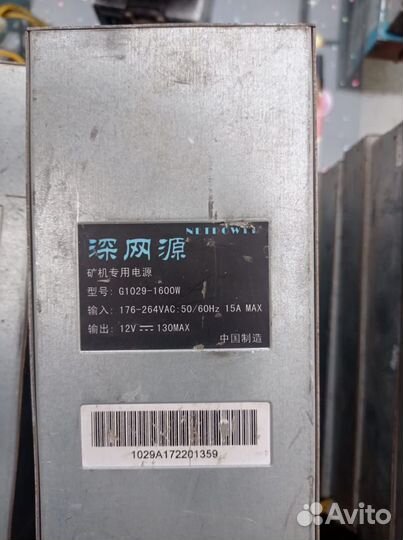 NETPOWER
深网源
矿机专用电源
型号: G1029-1600W
输入: 176-264VAC:50/60Hz 15A MAX
输出: 12V⎓130MAX
中国制造
1029A172201359
Avito